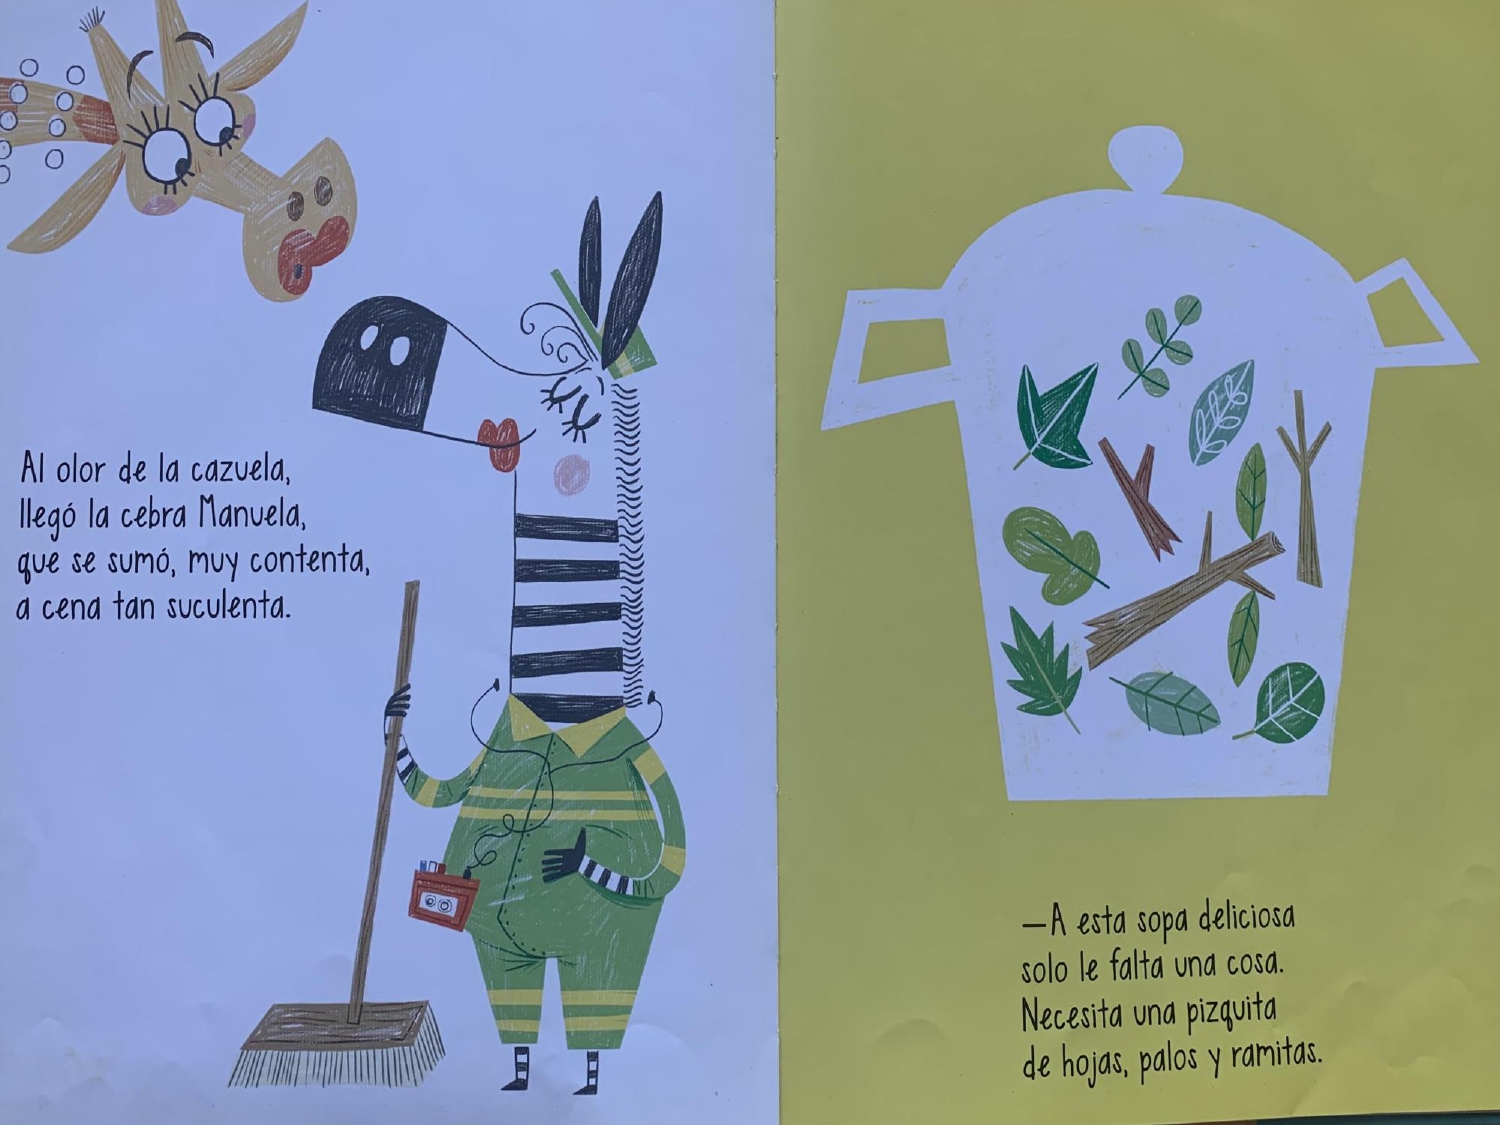 Al olor de la cazuela,
llegó la cebra Manuela,
que se sumó, muy contenta,
a cena tan suculenta.
—A esta sopa deliciosa
solo le falta una cosa.
Necesita una pizquita
de hojas, palos y ramitas.